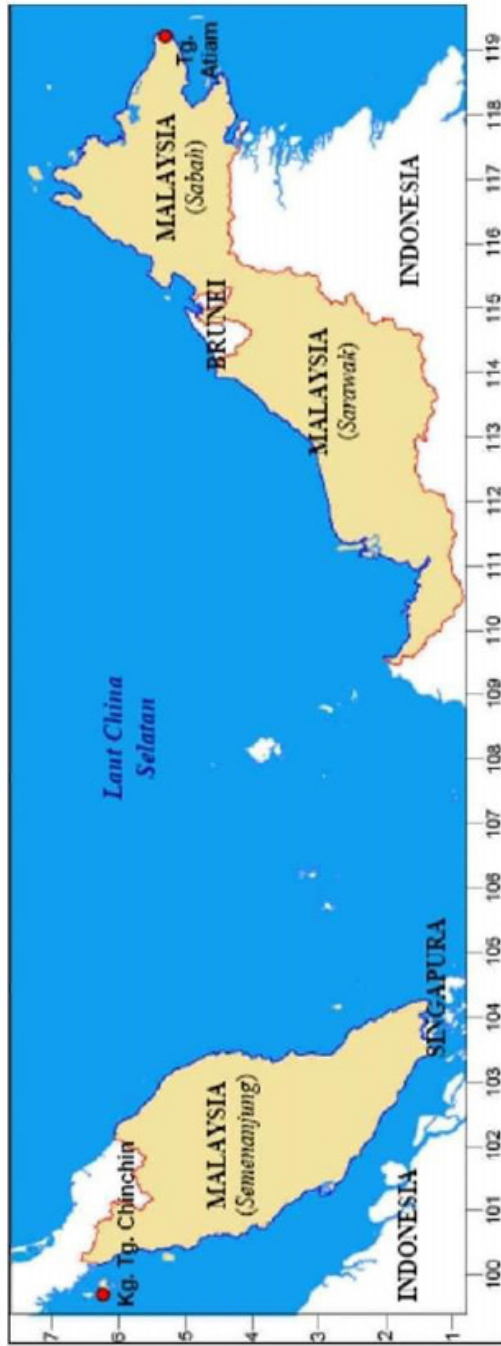 Kg. Tg. Chinchin
MALAYSIA
(Semenanjung)
INDONESIA
SINGAPURA
Laut China
Selatan
MALAYSIA
(Sarawak)
BRUNEI
MALAYSIA
(Sabah)
Tg.
Atiam
INDONESIA
7
6
5
4
3
2
1
100
101
102
103
104
105
106
107
108
109
110
111
112
113
114
115
116
117
118
119